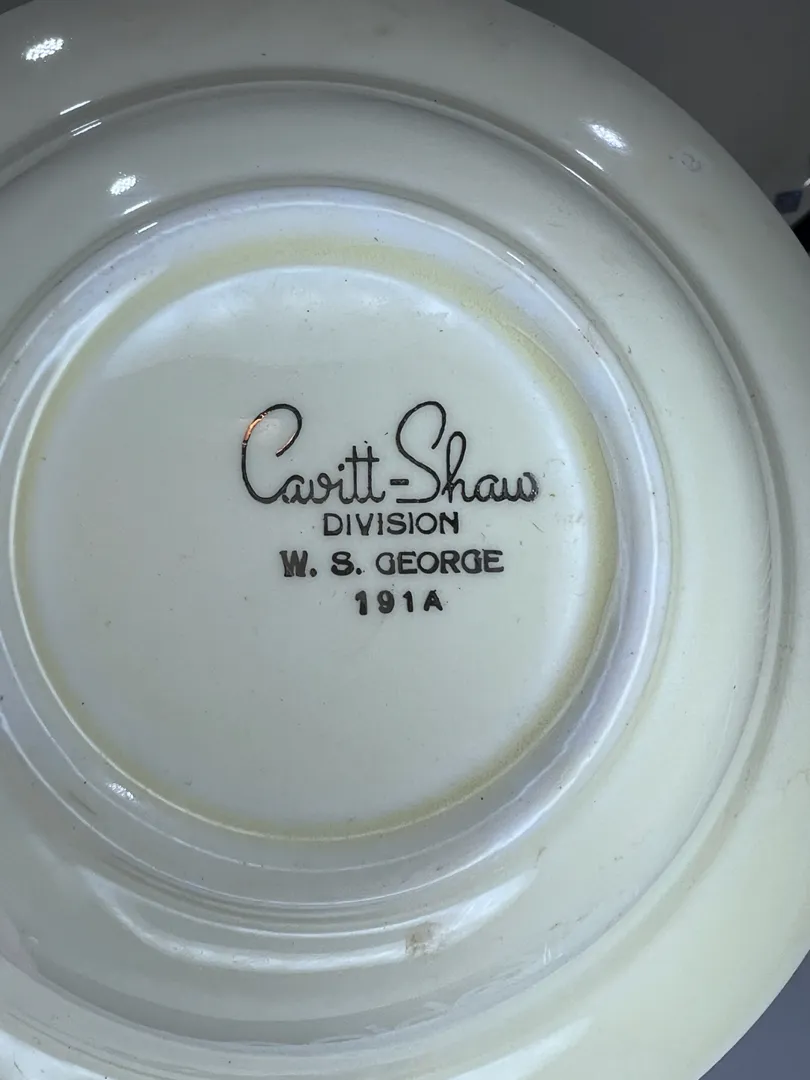 Cavitt-Shaw
DIVISION
W. S. GEORGE
191A